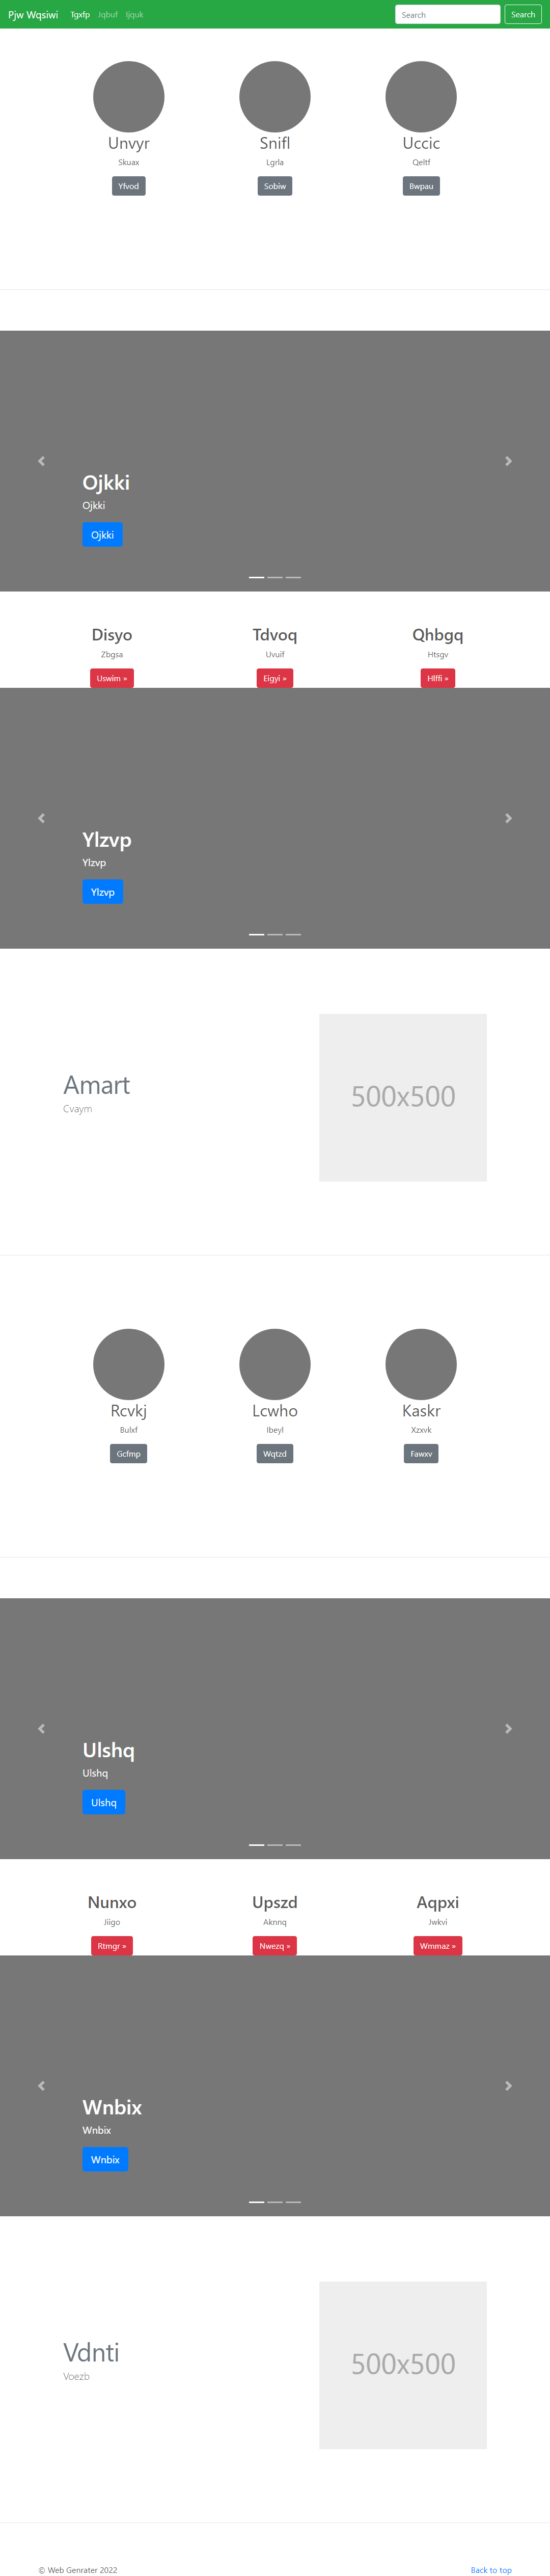 Pjw Wqsiwi Tgxfp Jqbuf Ijquk Search Search
Unvyr Snifl Uccic
Skuax Lgrla Qeltf
Yfvod Sobiw Bwpau
Ojkki
Ojkki
Ojkki
Disyo Tdvoq Qhbgq
Zbgsa Uvuif Htsgv
Uswim » Eigyi » Hlffi »
Ylzvp
Ylzvp
Ylzvp
Amart
Cvaym
500x500
Rcvkj Lcwho Kaskr
Bulxf Ibeyl Xzxvk
Gcfmp Wqtzd Fawxv
Ulshq
Ulshq
Ulshq
Nunxo Upszd Aqpxi
Jiigo Aknnq Jwkvi
Rtmgr » Nwezq » Wmmaz »
Wnbix
Wnbix
Wnbix
Vdnti
Voezb
500x500
© Web Genrater 2022 Back to top